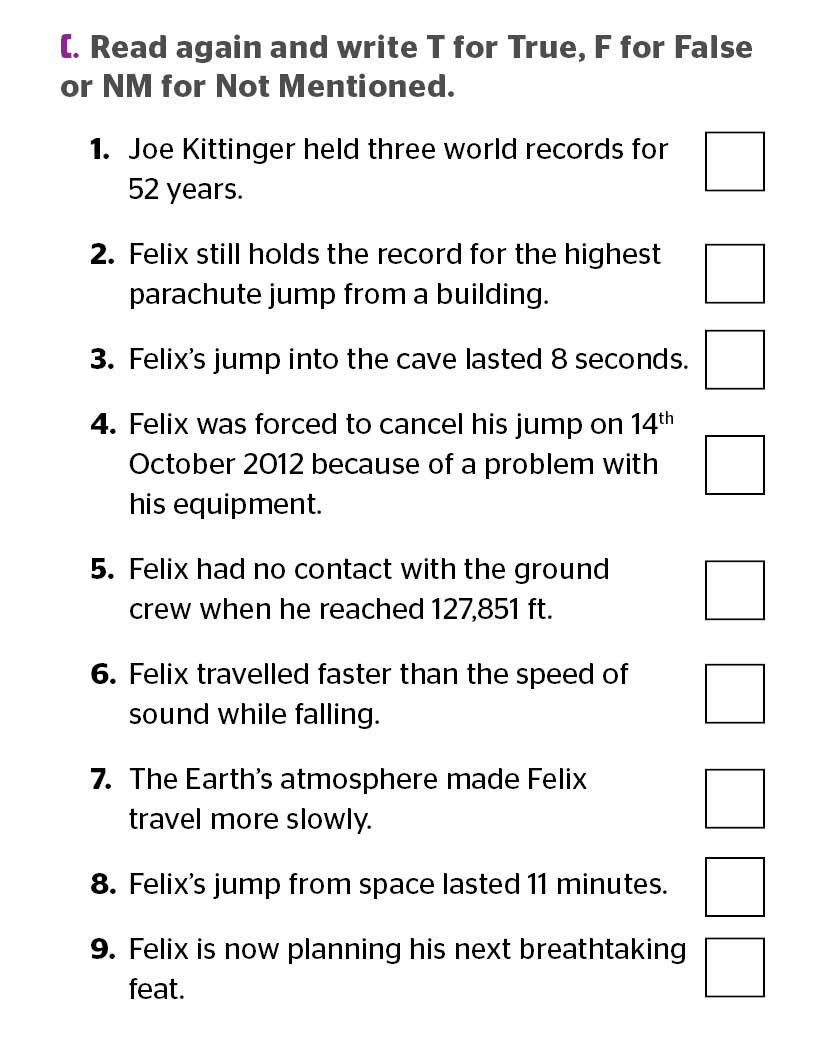 C. Read again and write T for True, F for False
or NM for Not Mentioned.
1. Joe Kittinger held three world records for
52 years.
2. Felix still holds the record for the highest
parachute jump from a building.
3. Felix’s jump into the cave lasted 8 seconds.
4. Felix was forced to cancel his jump on 14th
October 2012 because of a problem with
his equipment.
5. Felix had no contact with the ground
crew when he reached 127,851 ft.
6. Felix travelled faster than the speed of
sound while falling.
7. The Earth’s atmosphere made Felix
travel more slowly.
8. Felix’s jump from space lasted 11 minutes.
9. Felix is now planning his next breathtaking
feat.